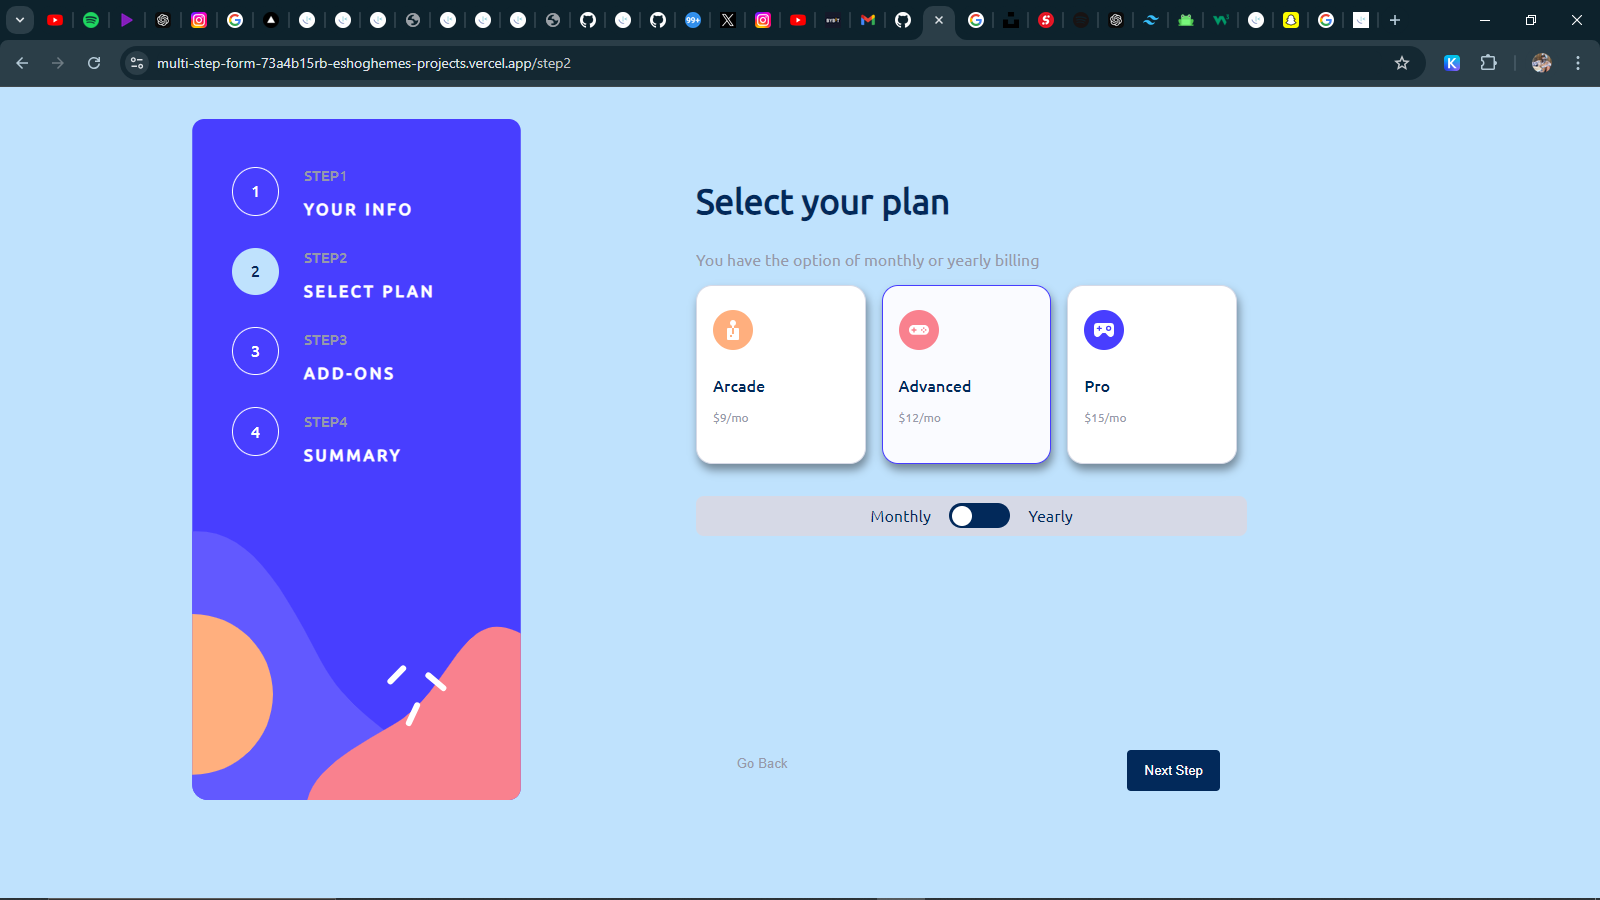 99+
BYBIT
multi-step-form-73a4b15rb-eshoghemes-projects.vercel.app/step2
1
STEP1
YOUR INFO
2
STEP2
SELECT PLAN
3
STEP3
ADD-ONS
4
STEP4
SUMMARY
Select your plan
You have the option of monthly or yearly billing
Arcade
$9/mo
Advanced
$12/mo
Pro
$15/mo
Monthly
Yearly
Go Back
Next Step